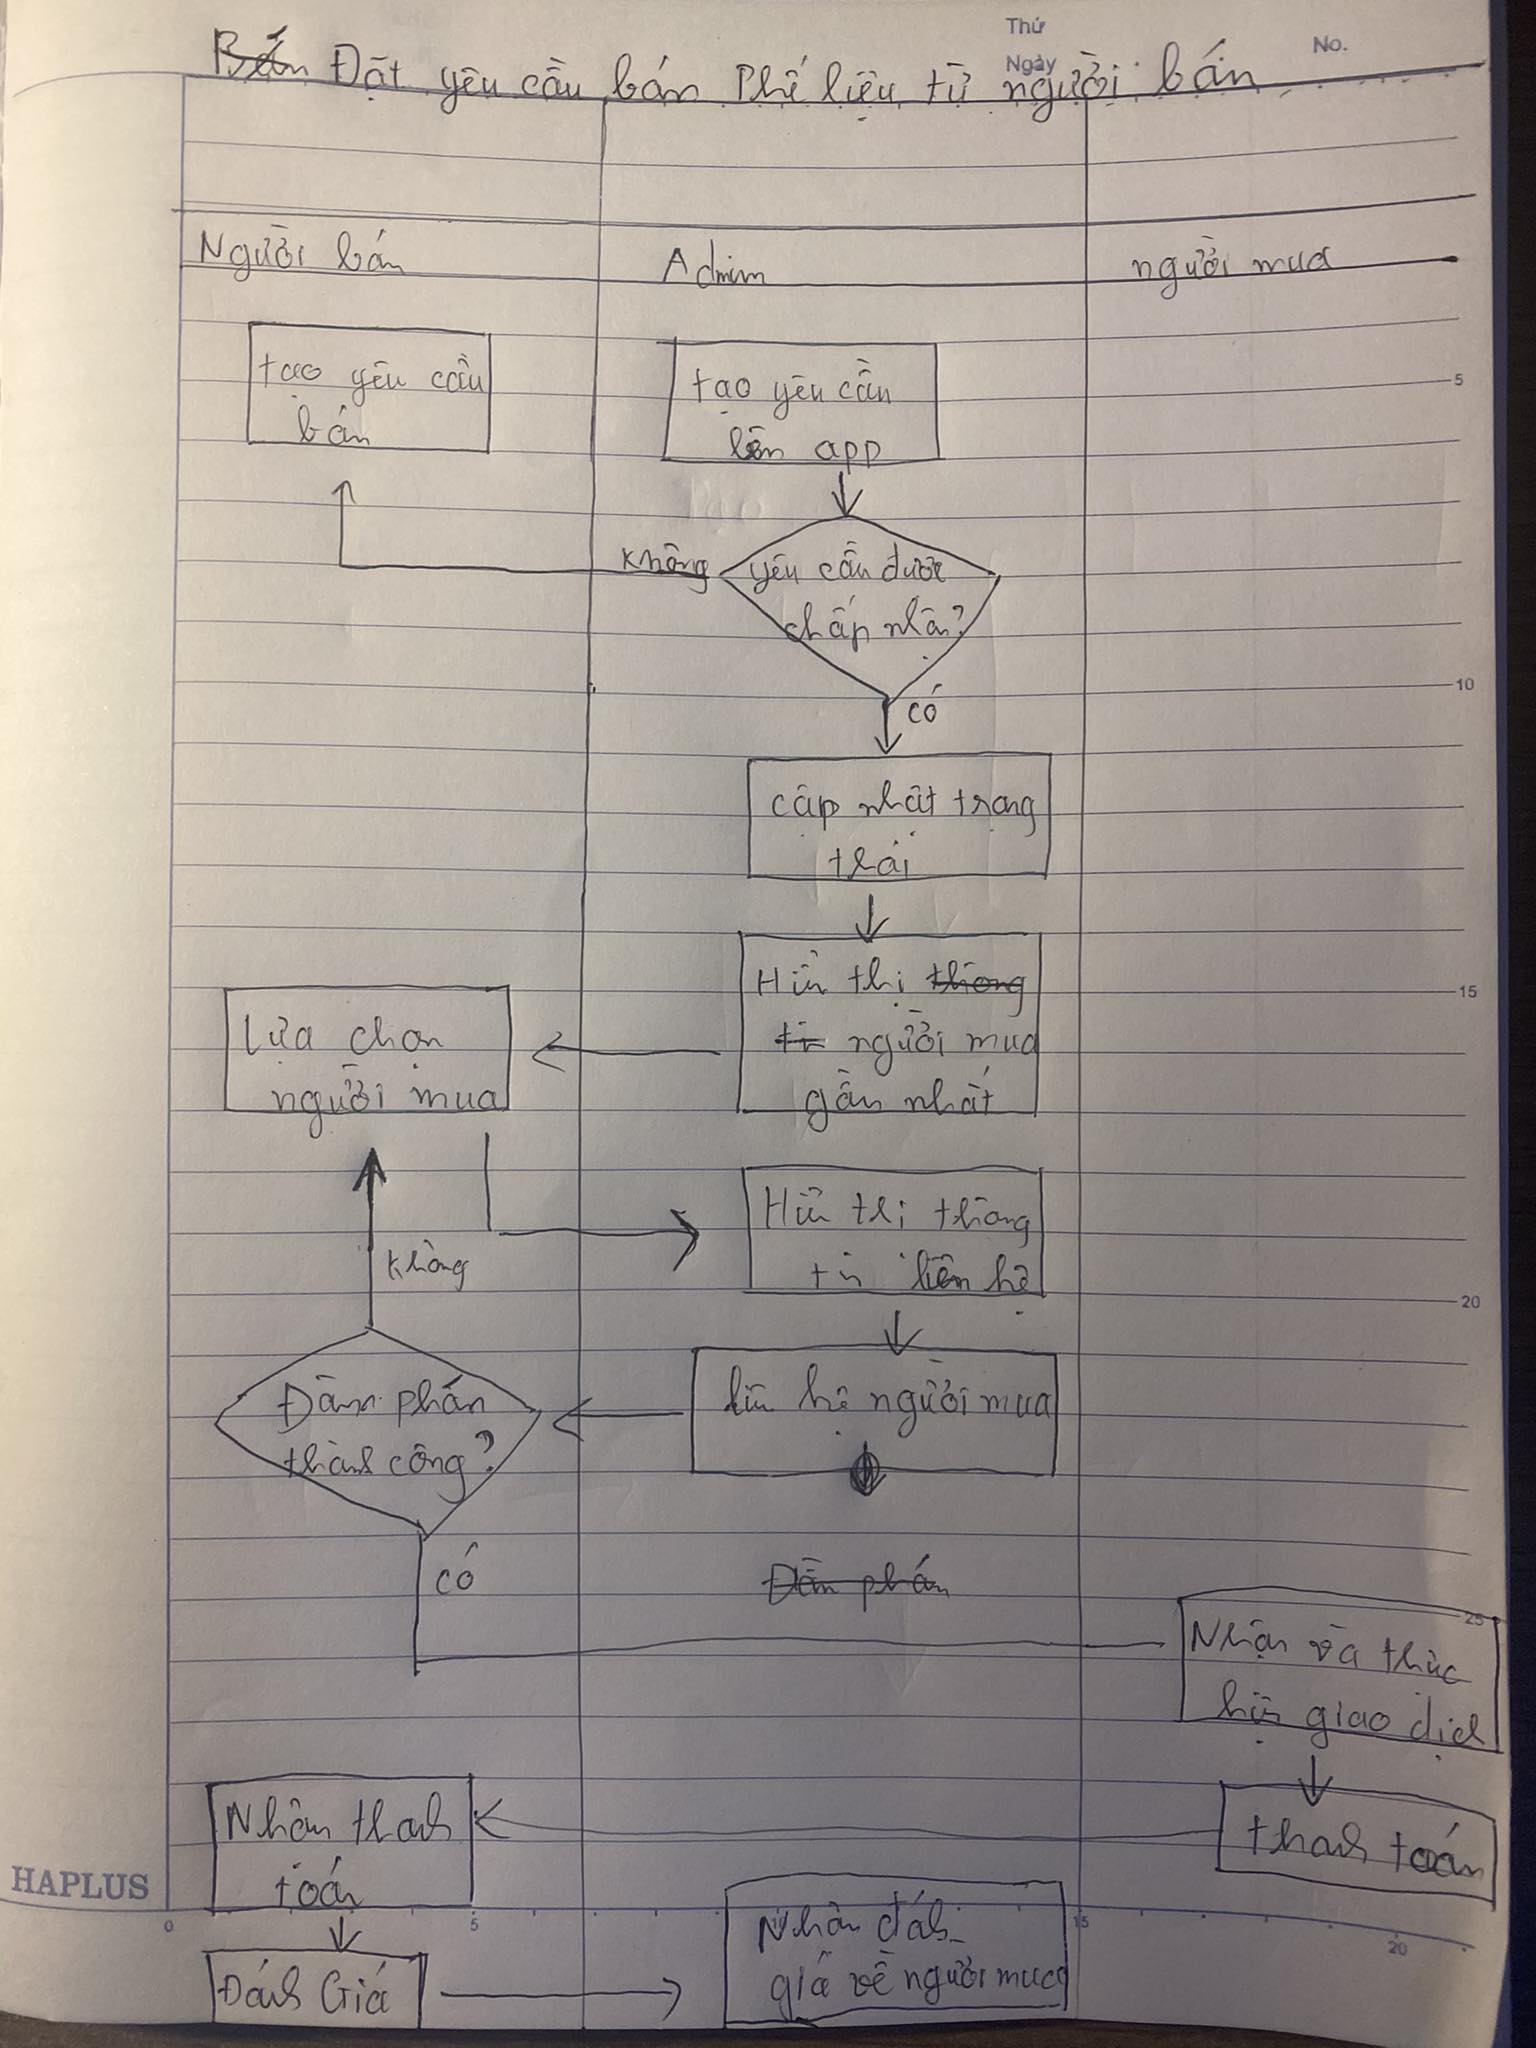 Thứ
Ngày
No.
Bán Đặt yêu cầu bán Phế liệu từ người bán
Người bán
Admin
người mua
tạo yêu cầu
bán
tạo yêu cầu
lên app
Không
yêu cần được
chấp nhận?
có
cập nhật trạng
thái
Hiển thị thông
tin người mua
gần nhất
Lựa chọn
người mua
Hiển thị thông
tin liên hệ
Không
liên hệ người mua
Đàm phán
thành công?
có
Đàn phán
Nhận và thực
hiện giao dịch
thanh toán
Nhận thanh
toán
Đánh Giá
Nhận đánh
giá về người mua
HAPLUS
5
10
15
20
25
0
5
15
20